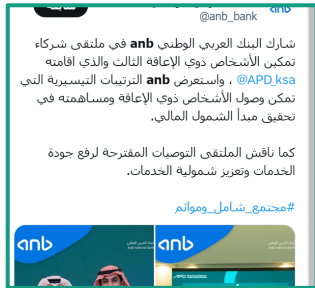 anb
@anb_bank
شارك البنك العربي الوطني anb في ملتقى شركاء
تمكين الأشخاص ذوي الإعاقة الثالث والذي اقامته
@APD_ksa ، واستعرض anb الترتيبات التيسيرية التي
تمكن وصول الأشخاص ذوي الإعاقة ومساهمته في
تحقيق مبدأ الشمول المالي.
كما ناقش الملتقى التوصيات المقترحة لرفع جودة
الخدمات وتعزيز شمولية الخدمات.
#مجتمع_شامل_وموائم
anb
anb